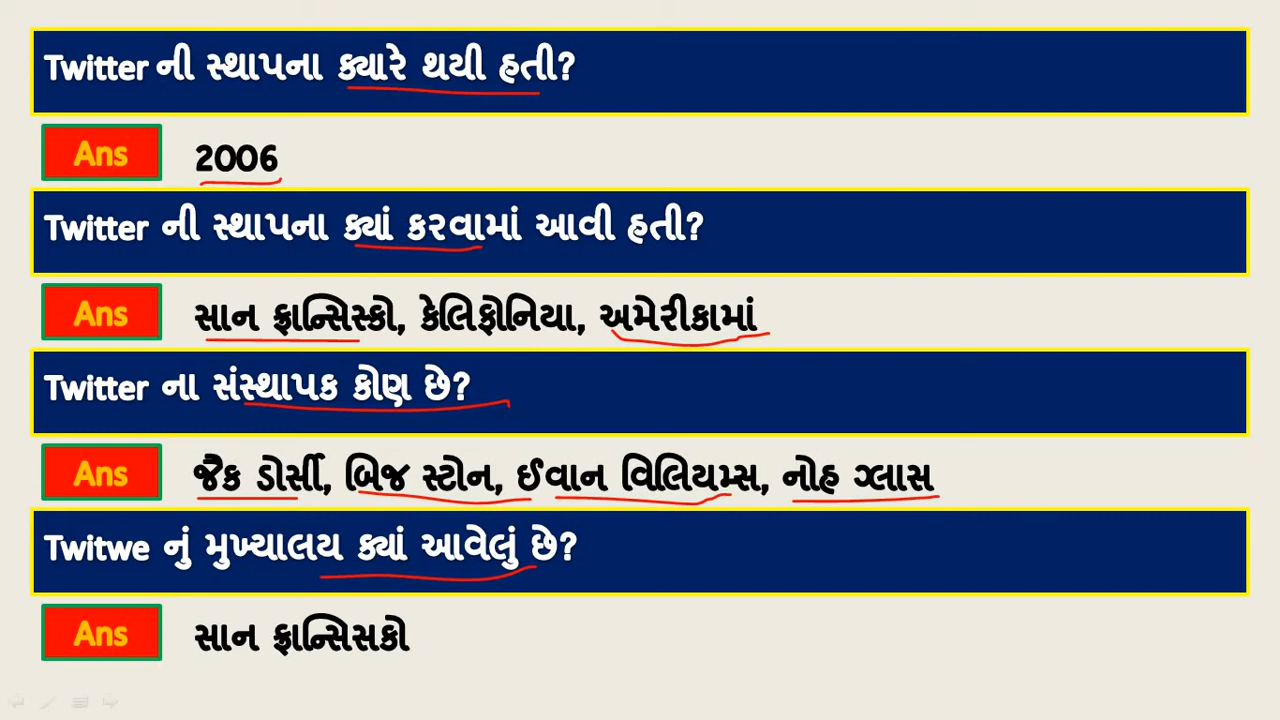 Twitter ની સ્થાપના ક્યારે થયી હતી?
Ans 2006
Twitter ની સ્થાપના ક્યાં કરવામાં આવી હતી?
Ans સાન ફ્રાન્સિસ્કો, કેલિફોનિયા, અમેરીકામાં
Twitter ના સંસ્થાપક કોણ છે?
Ans જૈક ડોર્સી, બિજ સ્ટોન, ઈવાન વિલિયમ્સ, નોહ ગ્લાસ
Twitwe નું મુખ્યાલય ક્યાં આવેલું છે?
Ans સાન ફ્રાન્સિસકો